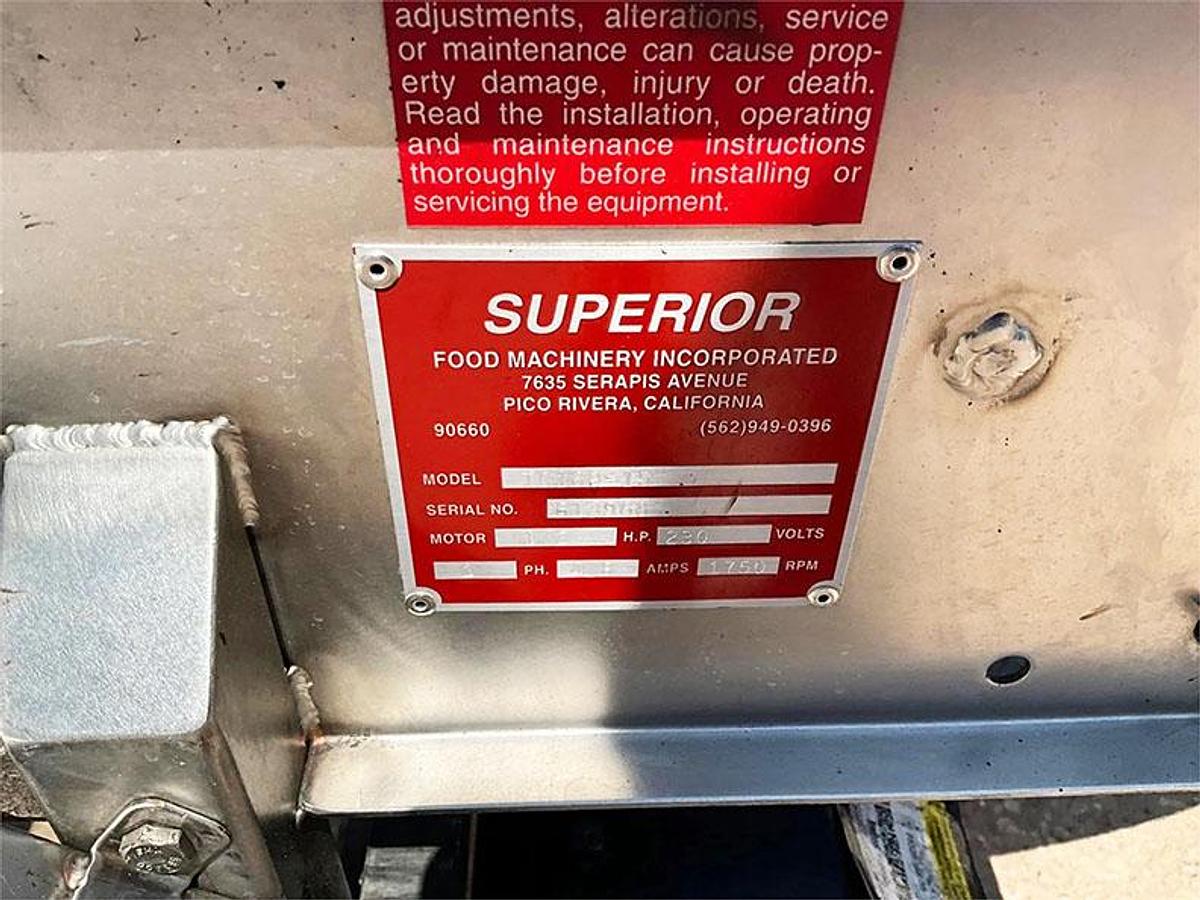 adjustments, alterations, service
or maintenance can cause prop-
erty damage, injury or death.
Read the installation, operating
and maintenance instructions
thoroughly before installing or
servicing the equipment.
SUPERIOR
FOOD MACHINERY INCORPORATED
7635 SERAPIS AVENUE
PICO RIVERA, CALIFORNIA
90660 (562)949-0396
MODEL
SERIAL NO.
MOTOR H.P. 230 VOLTS
PH. AMPS 1750 RPM